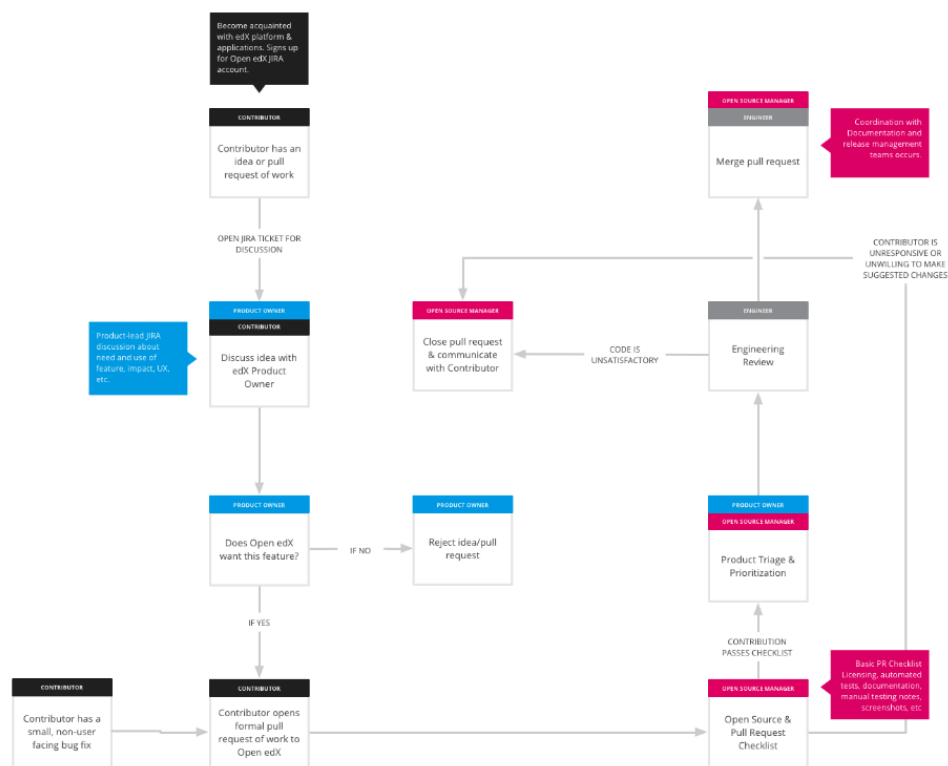 Become acquainted
with edX platform &
applications. Signs up
for Open edX JIRA
account.
CONTRIBUTOR
Contributor has an
idea or pull
request of work
OPEN JIRA TICKET FOR
DISCUSSION
OPEN SOURCE MANAGER
ENGINEER
Merge pull request
Coordination with
Documentation and
release management
teams occurs.
CONTRIBUTOR IS
UNRESPONSIVE OR
UNWILLING TO MAKE
SUGGESTED CHANGES
Product-lead JIRA
discussion about
need and use of
feature, impact, UX,
etc.
PRODUCT OWNER
CONTRIBUTOR
Discuss idea with
edX Product
Owner
OPEN SOURCE MANAGER
Close pull request
& communicate
with Contributor
CODE IS
UNSATISFACTORY
ENGINEER
Engineering
Review
PRODUCT OWNER
Does Open edX
want this feature?
IF NO
PRODUCT OWNER
Reject idea/pull
request
PRODUCT OWNER
OPEN SOURCE MANAGER
Product Triage &
Prioritization
IF YES
CONTRIBUTION
PASSES CHECKLIST
CONTRIBUTOR
Contributor has a
small, non-user
facing bug fix
CONTRIBUTOR
Contributor opens
formal pull
request of work to
Open edX
OPEN SOURCE MANAGER
Open Source &
Pull Request
Checklist
Basic PR Checklist
Licensing, automated
tests, documentation,
manual testing notes,
screenshots, etc